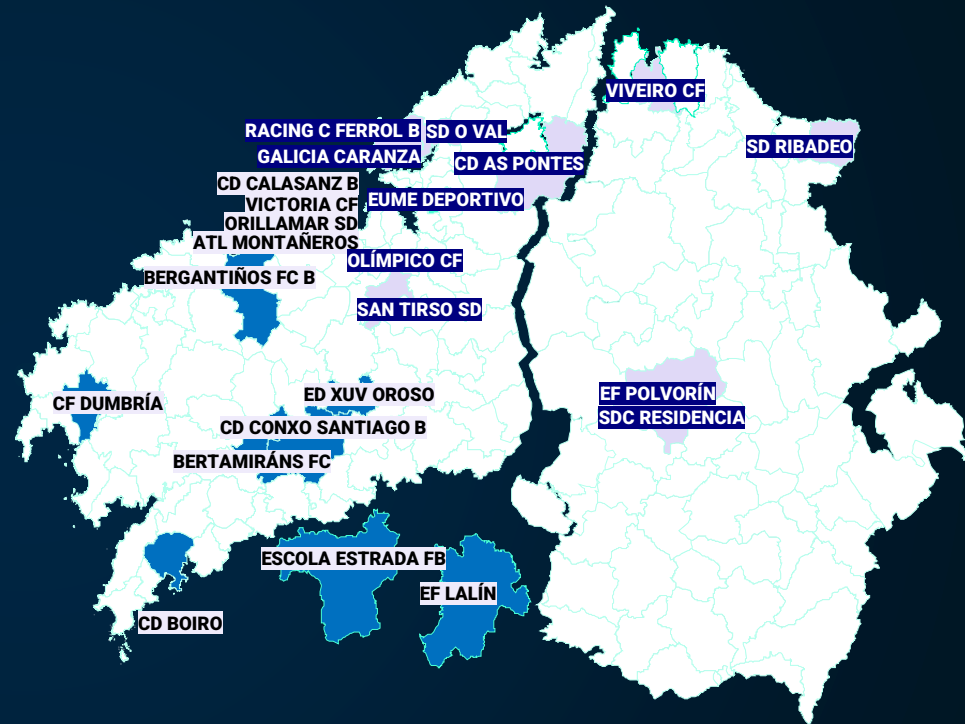 VIVEIRO CF
RACING C FERROL B
SD O VAL
SD RIBADEO
GALICIA CARANZA
CD AS PONTES
CD CALASANZ B
EUME DEPORTIVO
VICTORIA CF
ORILLAMAR SD
ATL MONTAÑEROS
OLÍMPICO CF
BERGANTIÑOS FC B
SAN TIRSO SD
ED XUV OROSO
EF POLVORÍN
CF DUMBRÍA
SDC RESIDENCIA
CD CONXO SANTIAGO B
BERTAMIRÁNS FC
ESCOLA ESTRADA FB
EF LALÍN
CD BOIRO